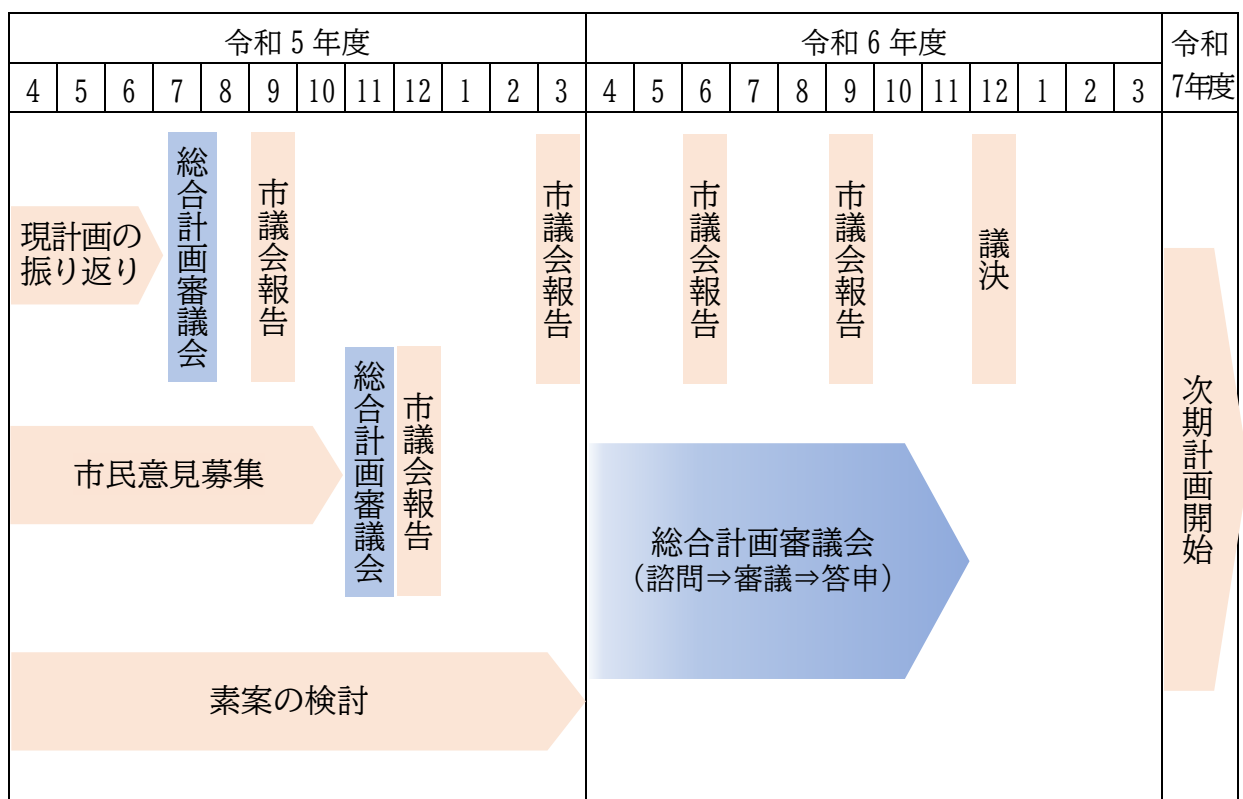 令和5年度 令和6年度 令和
7年度
4 5 6 7 8 9 10 11 12 1 2 3 4 5 6 7 8 9 10 11 12 1 2 3
現計画の
振り返り
総合計画審議会
市議会報告
市議会報告
市議会報告
市議会報告
議決
市民意見募集
総合計画審議会
市議会報告
総合計画審議会
（諮問⇒審議⇒答申）
次期計画開始
素案の検討